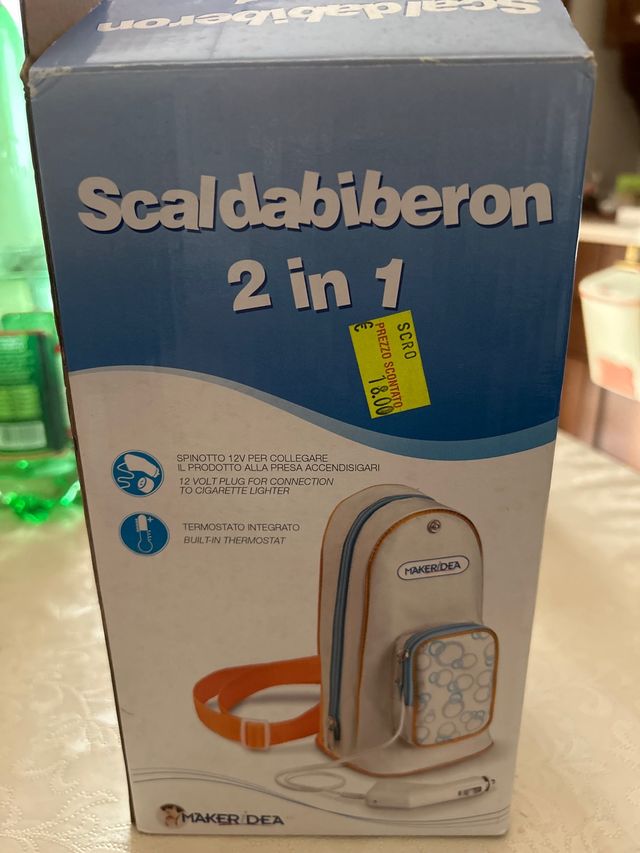 Scaldabiberon
Scaldabiberon
2 in 1
SCRO
PREZZO SCONTATO
€ 18.00
SPINOTTO 12V PER COLLEGARE
IL PRODOTTO ALLA PRESA ACCENDISIGARI
12 VOLT PLUG FOR CONNECTION
TO CIGARETTE LIGHTER
TERMOSTATO INTEGRATO
BUILT-IN THERMOSTAT
MAKER IDEA
MAKER IDEA